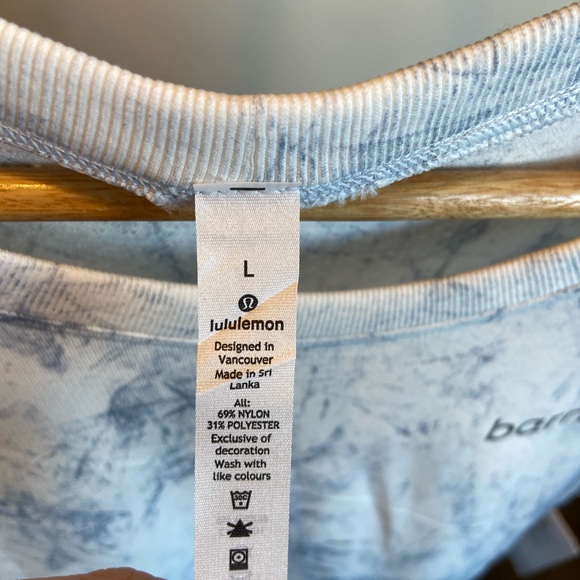 L
lululemon
Designed in
Vancouver
Made in Sri
Lanka
All:
69% NYLON
31% POLYESTER
Exclusive of
decoration
Wash with
like colours
30C